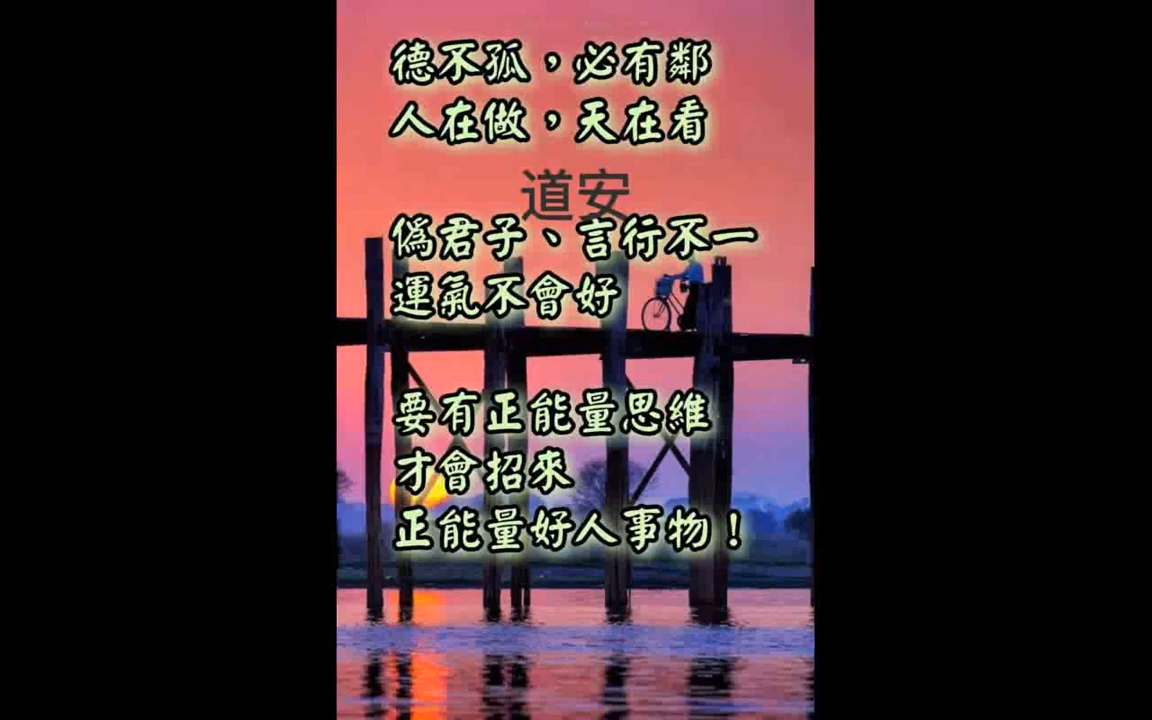 德不孤，必有鄰
人在做，天在看
道安
偽君子、言行不一
運氣不會好
要有正能量思維
才會招來
正能量好人事物！